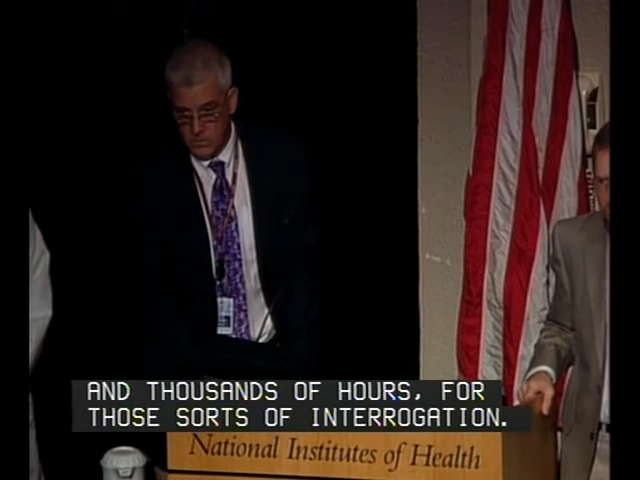 AND THOUSANDS OF HOURS, FOR
THOSE SORTS OF INTERROGATION.
National Institutes of Health